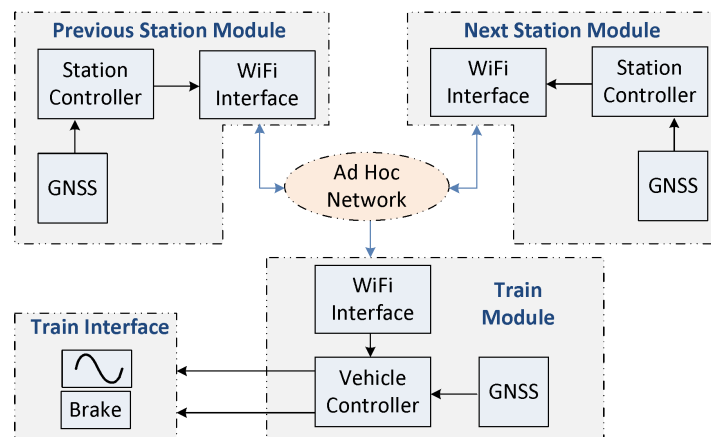 Previous Station Module
Station
Controller
WiFi
Interface
GNSS
Next Station Module
WiFi
Interface
Station
Controller
GNSS
Ad Hoc
Network
WiFi
Interface
Train
Module
Vehicle
Controller
GNSS
Train Interface
Brake